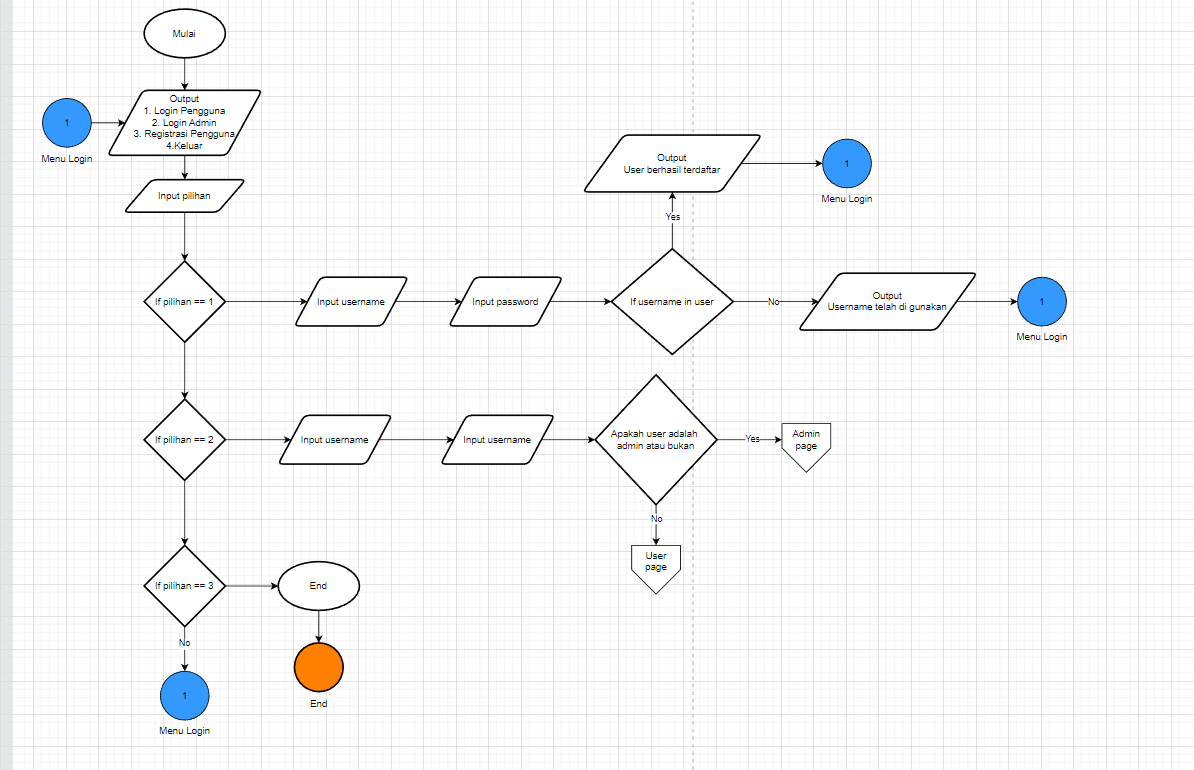 Mulai
1
Menu Login
Output
1. Login Pengguna
2. Login Admin
3. Registrasi Pengguna
4.Keluar
Input pilihan
Output
User berhasil terdaftar
1
Menu Login
Yes
If pilihan == 1
Input username
Input password
If username in user
No
Output
Username telah di gunakan
1
Menu Login
If pilihan == 2
Input username
Input username
Apakah user adalah
admin atau bukan
Yes
Admin
page
No
User
page
If pilihan == 3
End
No
End
1
Menu Login